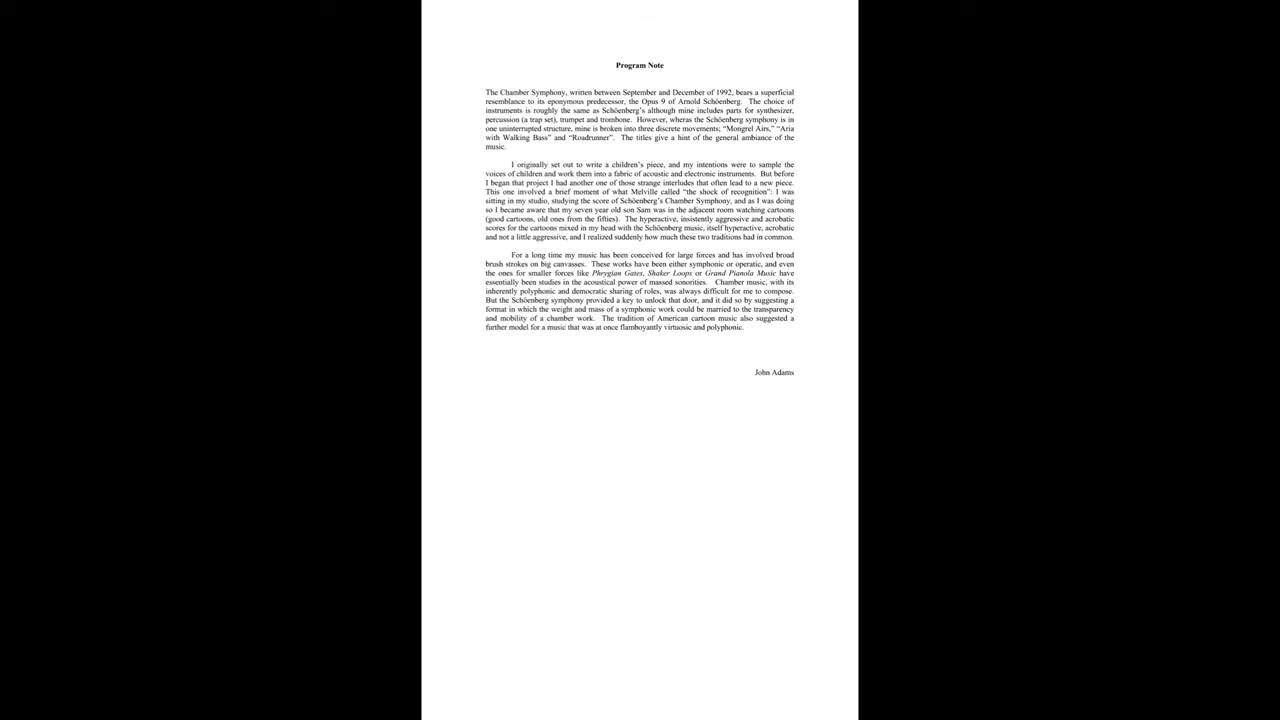 Program Note
The Chamber Symphony, written between September and December of 1992, bears a superficial
resemblance to its eponymous predecessor, the Opus 9 of Arnold Schöenberg. The choice of
instruments is roughly the same as Schöenberg's although mine includes parts for synthesizer,
percussion (a trap set), trumpet and trombone. However, wheras the Schöenberg symphony is in
one uninterrupted structure, mine is broken into three discrete movements; “Mongrel Airs,” “Aria
with Walking Bass” and “Roadrunner”. The titles give a hint of the general ambiance of the
music.
I originally set out to write a children's piece, and my intentions were to sample the
voices of children and work them into a fabric of acoustic and electronic instruments. But before
I began that project I had another one of those strange interludes that often lead to a new piece.
This one involved a brief moment of what Melville called “the shock of recognition”: I was
sitting in my studio, studying the score of Schöenberg's Chamber Symphony, and as I was doing
so I became aware that my seven year old son Sam was in the adjacent room watching cartoons
(good cartoons, old ones from the fifties). The hyperactive, insistently aggressive and acrobatic
scores for the cartoons mixed in my head with the Schöenberg music, itself hyperactive, acrobatic
and not a little aggressive, and I realized suddenly how much these two traditions had in common.
For a long time my music has been conceived for large forces and has involved broad
brush strokes on big canvasses. These works have been either symphonic or operatic, and even
the ones for smaller forces like Phrygian Gates, Shaker Loops or Grand Pianola Music have
essentially been studies in the acoustical power of massed sonorities. Chamber music, with its
inherently polyphonic and democratic sharing of roles, was always difficult for me to compose.
But the Schöenberg symphony provided a key to unlock that door, and it did so by suggesting a
format in which the weight and mass of a symphonic work could be married to the transparency
and mobility of a chamber work. The tradition of American cartoon music also suggested a
further model for a music that was at once flamboyantly virtuosic and polyphonic.
John Adams